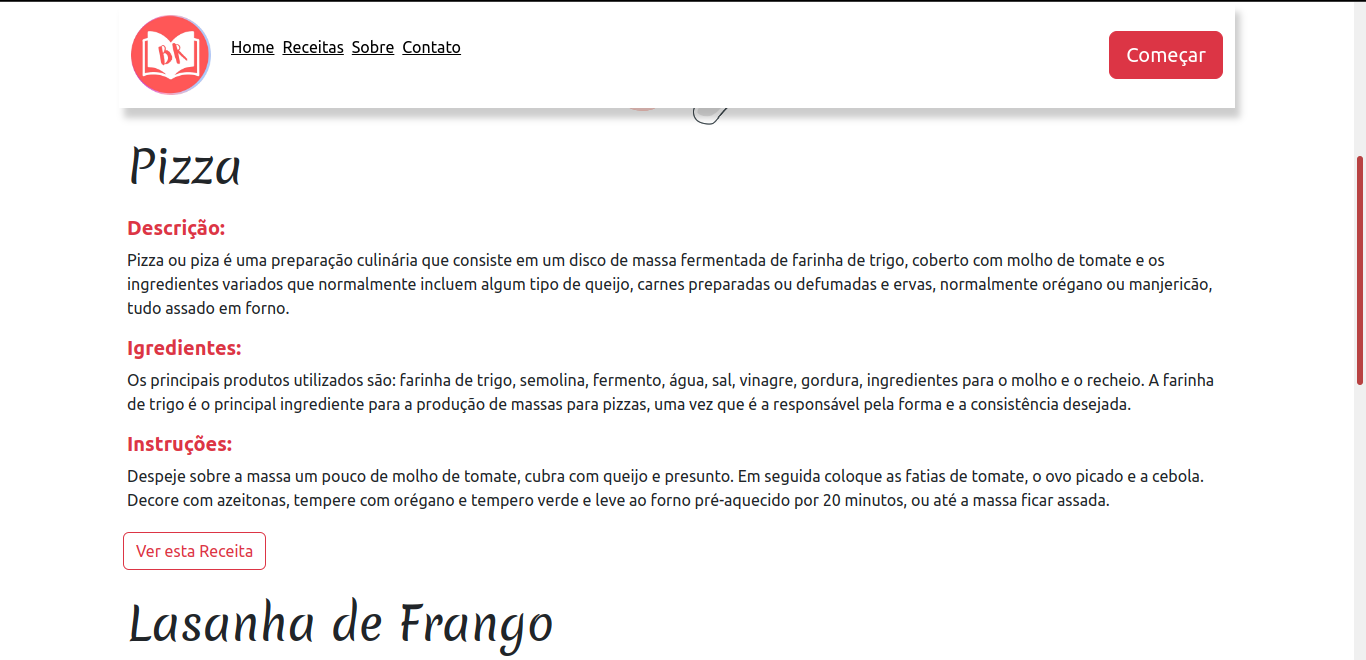 BR
Home Receitas Sobre Contato
Começar
Pizza
Descrição:
Pizza ou piza é uma preparação culinária que consiste em um disco de massa fermentada de farinha de trigo, coberto com molho de tomate e os
ingredientes variados que normalmente incluem algum tipo de queijo, carnes preparadas ou defumadas e ervas, normalmente orégano ou manjericão,
tudo assado em forno.
Igredientes:
Os principais produtos utilizados são: farinha de trigo, semolina, fermento, água, sal, vinagre, gordura, ingredientes para o molho e o recheio. A farinha
de trigo é o principal ingrediente para a produção de massas para pizzas, uma vez que é a responsável pela forma e a consistência desejada.
Instruções:
Despeje sobre a massa um pouco de molho de tomate, cubra com queijo e presunto. Em seguida coloque as fatias de tomate, o ovo picado e a cebola.
Decore com azeitonas, tempere com orégano e tempero verde e leve ao forno pré-aquecido por 20 minutos, ou até a massa ficar assada.
Ver esta Receita
Lasanha de Frango